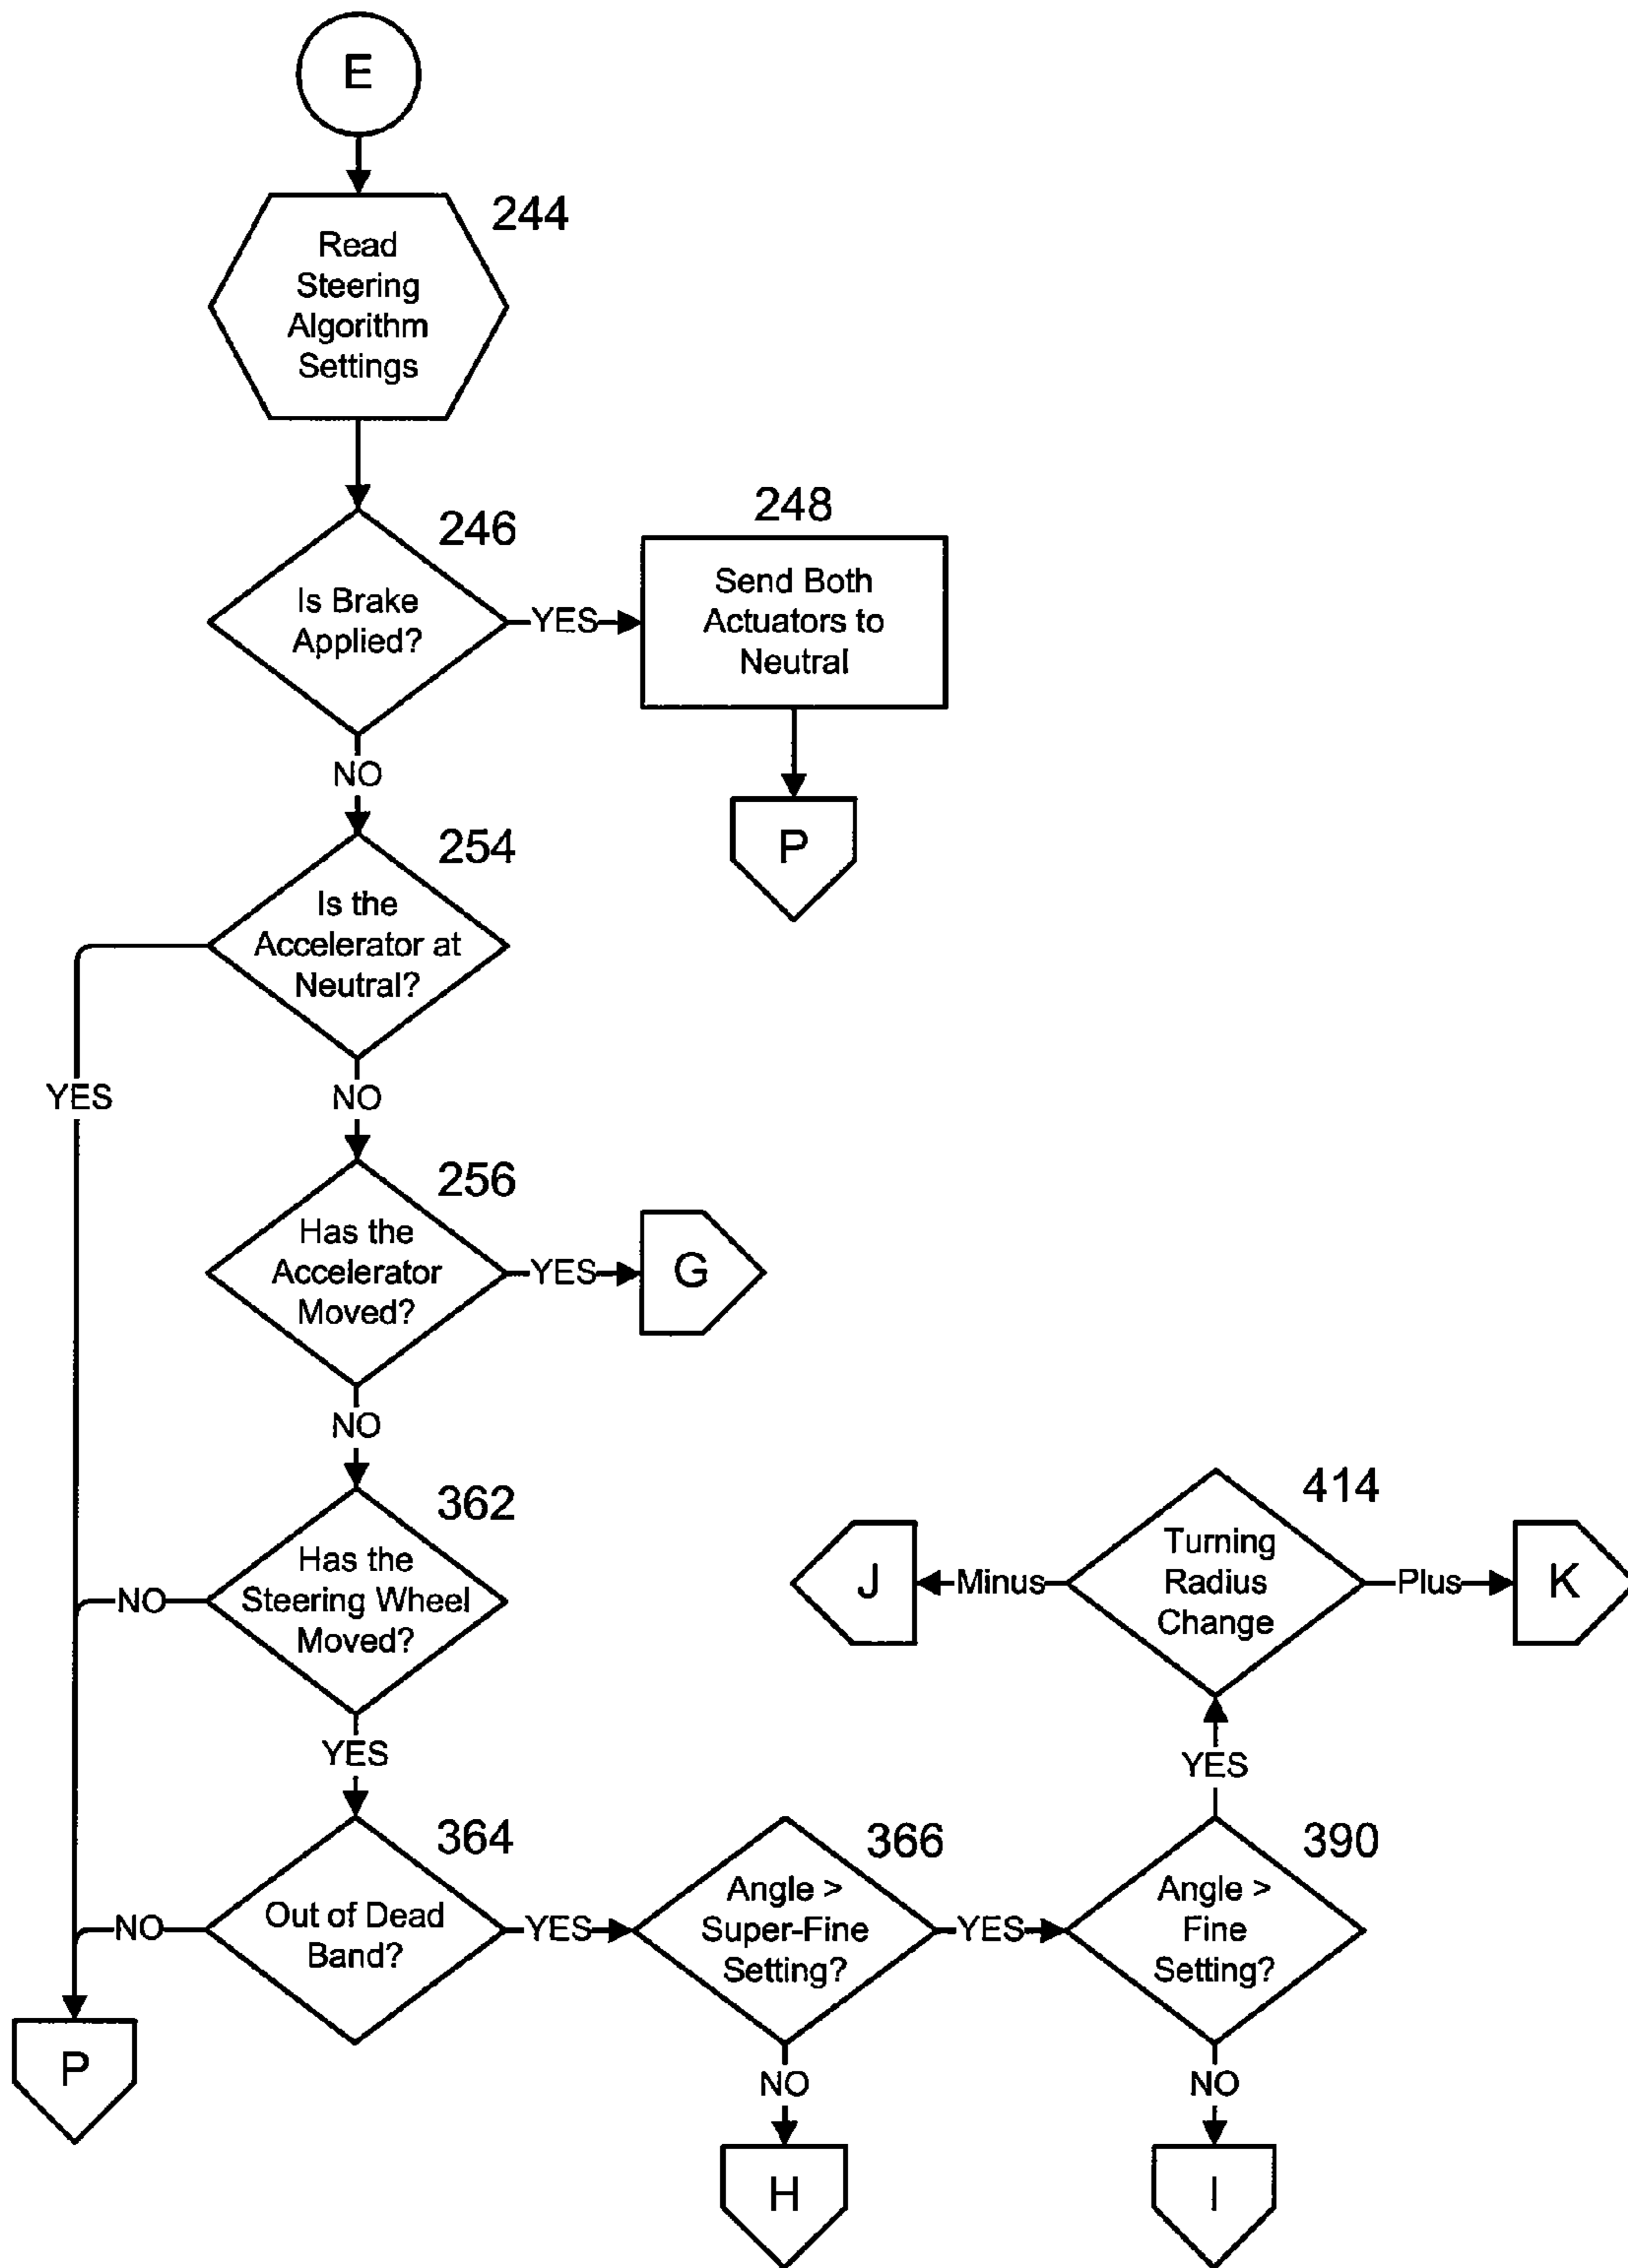 E
244
Read
Steering
Algorithm
Settings
246
Is Brake
Applied?
YES
248
Send Both
Actuators to
Neutral
P
NO
254
Is the
Accelerator at
Neutral?
YES
NO
256
Has the
Accelerator
Moved?
YES
G
NO
362
Has the
Steering Wheel
Moved?
NO
414
Turning
Radius
Change
Minus
J
Plus
K
YES
YES
364
Out of Dead
Band?
NO
YES
366
Angle >
Super-Fine
Setting?
YES
390
Angle >
Fine
Setting?
P
NO
NO
H
I